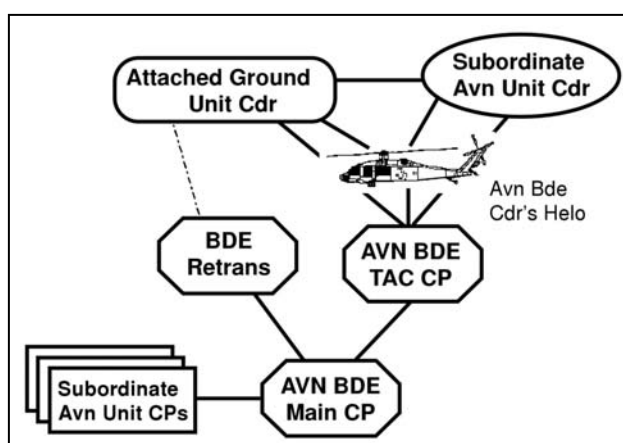 Attached Ground
Unit Cdr
Subordinate
Avn Unit Cdr
Avn Bde
Cdr's Helo
BDE
Retrans
AVN BDE
TAC CP
Subordinate
Avn Unit CPs
AVN BDE
Main CP